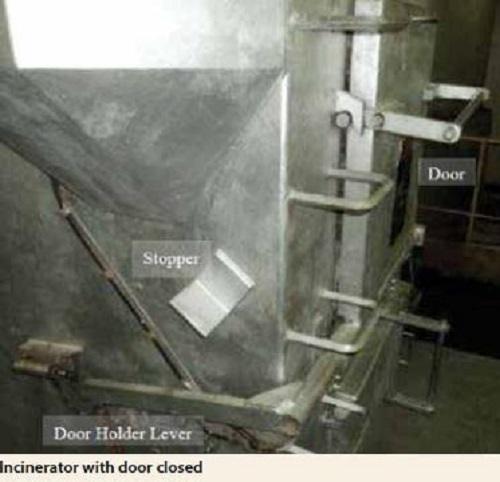 Door
Stopper
Door Holder Lever
Incinerator with door closed